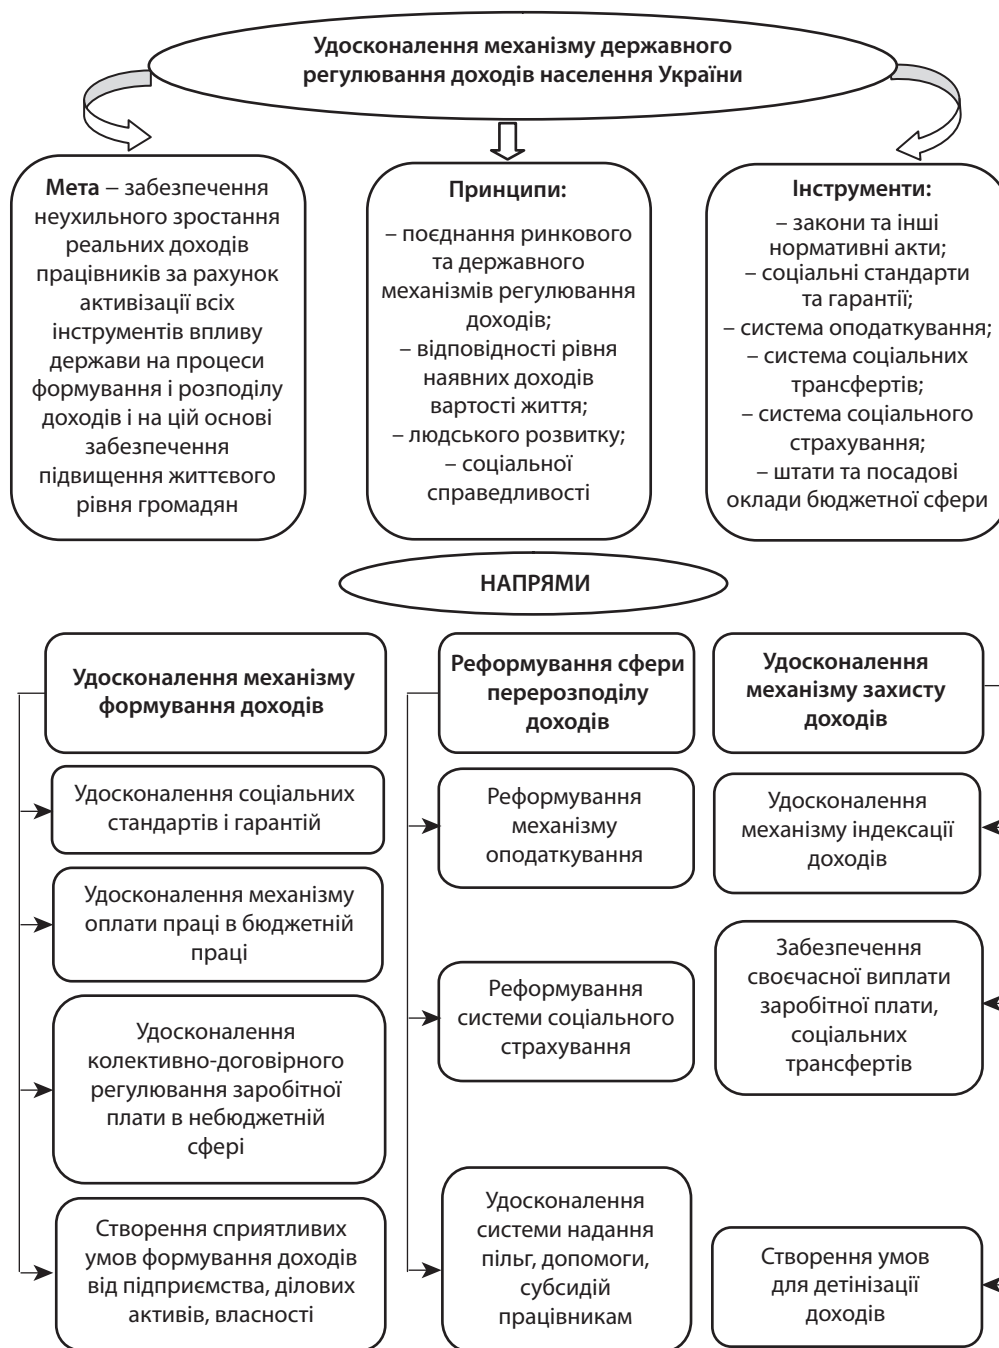 Удосконалення механізму державного
регулювання доходів населення України
Мета – забезпечення
неухильного зростання
реальних доходів
працівників за рахунок
активізації всіх
інструментів впливу
держави на процеси
формування і розподілу
доходів і на цій основі
забезпечення
підвищення життєвого
рівня громадян
Принципи:
– поєднання ринкового
та державного
механізмів регулювання
доходів;
– відповідності рівня
наявних доходів
вартості життя;
– людського розвитку;
– соціальної
справедливості
Інструменти:
– закони та інші
нормативні акти;
– соціальні стандарти
та гарантії;
– система оподаткування;
– система соціальних
трансфертів;
– система соціального
страхування;
– штати та посадові
оклади бюджетної сфери
НАПРЯМИ
Удосконалення механізму
формування доходів
Удосконалення соціальних
стандартів і гарантій
Удосконалення механізму
оплати праці в бюджетній
праці
Удосконалення
колективно-договірного
регулювання заробітної
плати в небюджетній
сфері
Створення сприятливих
умов формування доходів
від підприємства, ділових
активів, власності
Реформування сфери
перерозподілу
доходів
Реформування
механізму
оподаткування
Реформування
системи соціального
страхування
Удосконалення
системи надання
пільг, допомоги,
субсидій
працівникам
Удосконалення
механізму захисту
доходів
Удосконалення
механізму індексації
доходів
Забезпечення
своєчасної виплати
заробітної плати,
соціальних
трансфертів
Створення умов
для детінізації
доходів